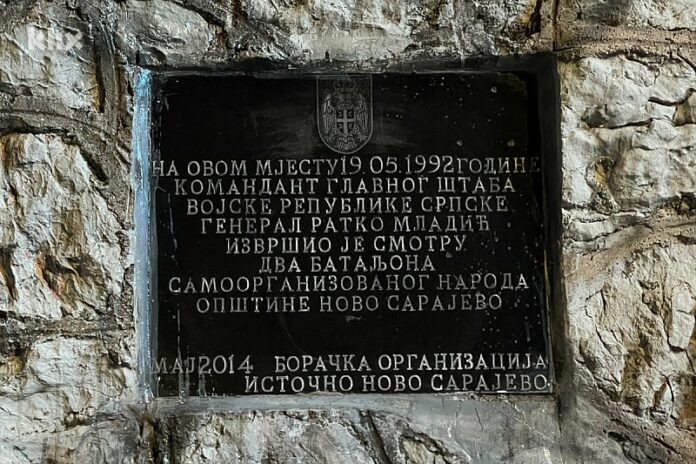 klix
НА ОВОМ МЈЕСТУ 19.05.1992 ГОДИНЕ
КОМАНДАНТ ГЛАВНОГ ШТАБА
ВОЈСКЕ РЕПУБЛИКЕ СРПСКЕ
ГЕНЕРАЛ РАТКО МЛАДИЋ
ИЗВРШИО ЈЕ СМОТРУ
ДВА БАТАЉОНА
САМООРГАНИЗОВАНОГ НАРОДА
ОПШТИНЕ НОВО САРАЈЕВО
МАЈ 2014 БОРАЧКА ОРГАНИЗАЦИЈА
ИСТОЧНО НОВО САРАЈЕВО